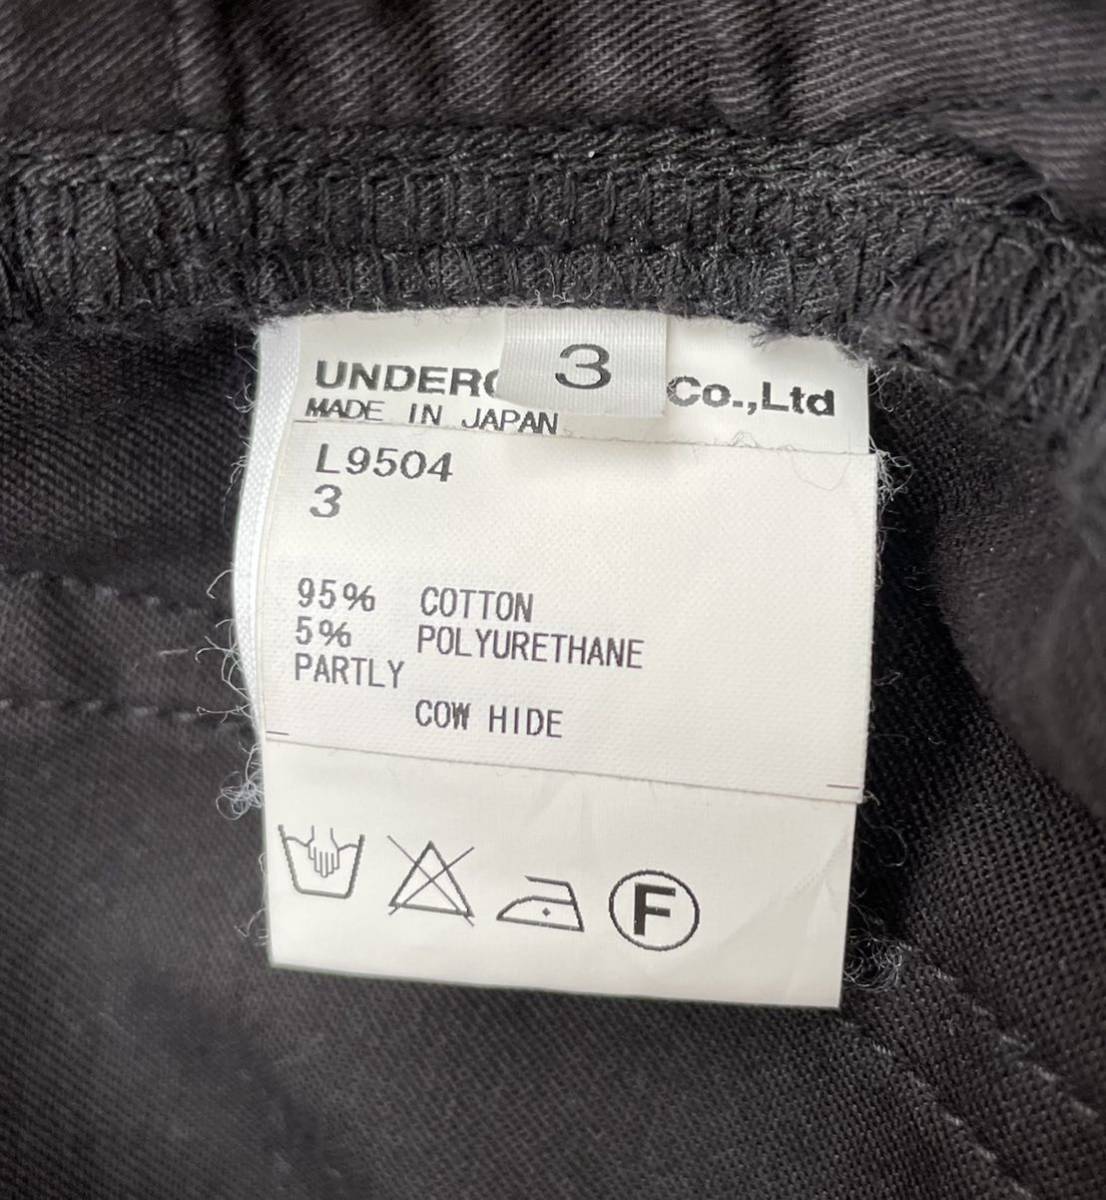 UNDERC 3 Co.,Ltd
MADE IN JAPAN
L9504
3
95% COTTON
5% POLYURETHANE
PARTLY
COW HIDE
F